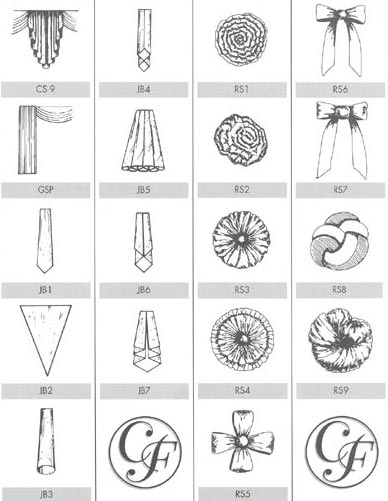 CS 9
JB4
RS1
RS6
GSP
JB5
RS2
RS7
JB1
JB6
RS3
RS8
JB2
JB7
RS4
RS9
JB3
CF
RS5
CF